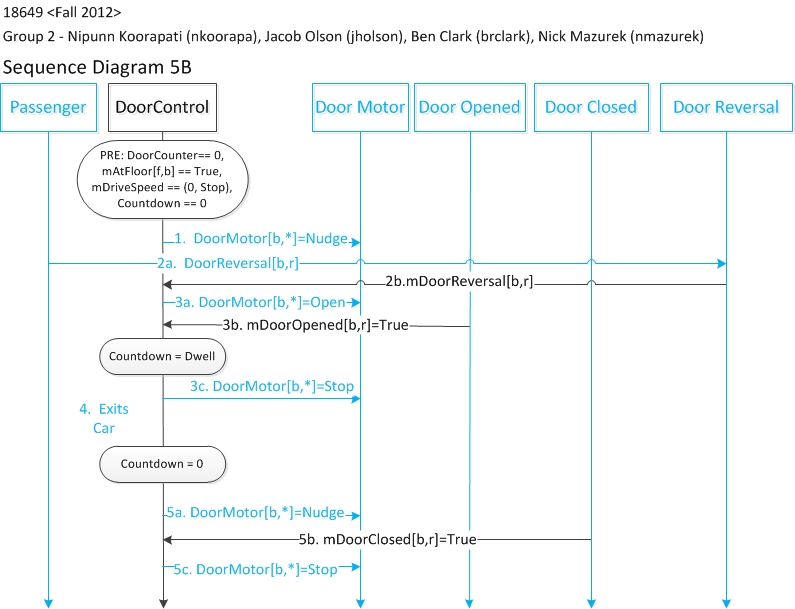 18649 <Fall 2012>
Group 2 - Nipunn Koorapati (nkoorapa), Jacob Olson (jholson), Ben Clark (brclark), Nick Mazurek (nmazurek)
Sequence Diagram 5B
Passenger
DoorControl
Door Motor
Door Opened
Door Closed
Door Reversal
PRE: DoorCounter== 0,
mAtFloor[f,b] == True,
mDriveSpeed == (0, Stop),
Countdown == 0
1. DoorMotor[b,*]=Nudge
2a. DoorReversal[b,r]
2b.mDoorReversal[b,r]
3a. DoorMotor[b,*]=Open
3b. mDoorOpened[b,r]=True
Countdown = Dwell
3c. DoorMotor[b,*]=Stop
4. Exits
Car
Countdown = 0
5a. DoorMotor[b,*]=Nudge
5b. mDoorClosed[b,r]=True
5c. DoorMotor[b,*]=Stop